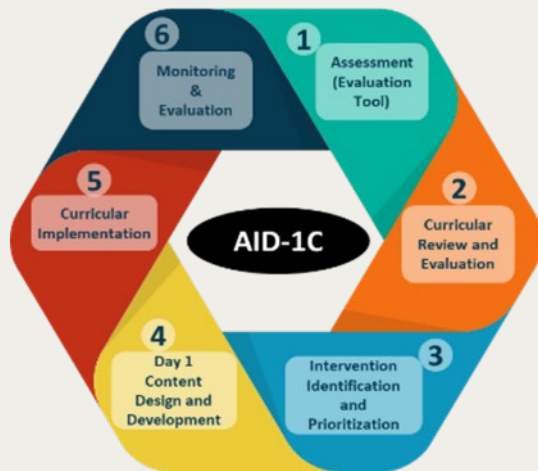 1
Assessment
(Evaluation
Tool)
2
Curricular
Review and
Evaluation
3
Intervention
Identification
and
Prioritization
4
Day 1
Content
Design and
Development
5
Curricular
Implementation
6
Monitoring
&
Evaluation
AID-1C